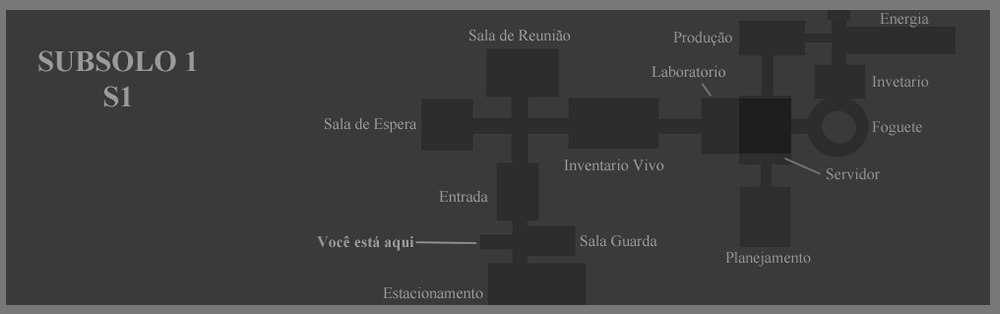 SUBSOLO 1
S1
Sala de Reunião
Produção
Energia
Laboratorio
Invetario
Sala de Espera
Foguete
Inventario Vivo
Servidor
Entrada
Você está aqui
Sala Guarda
Planejamento
Estacionamento